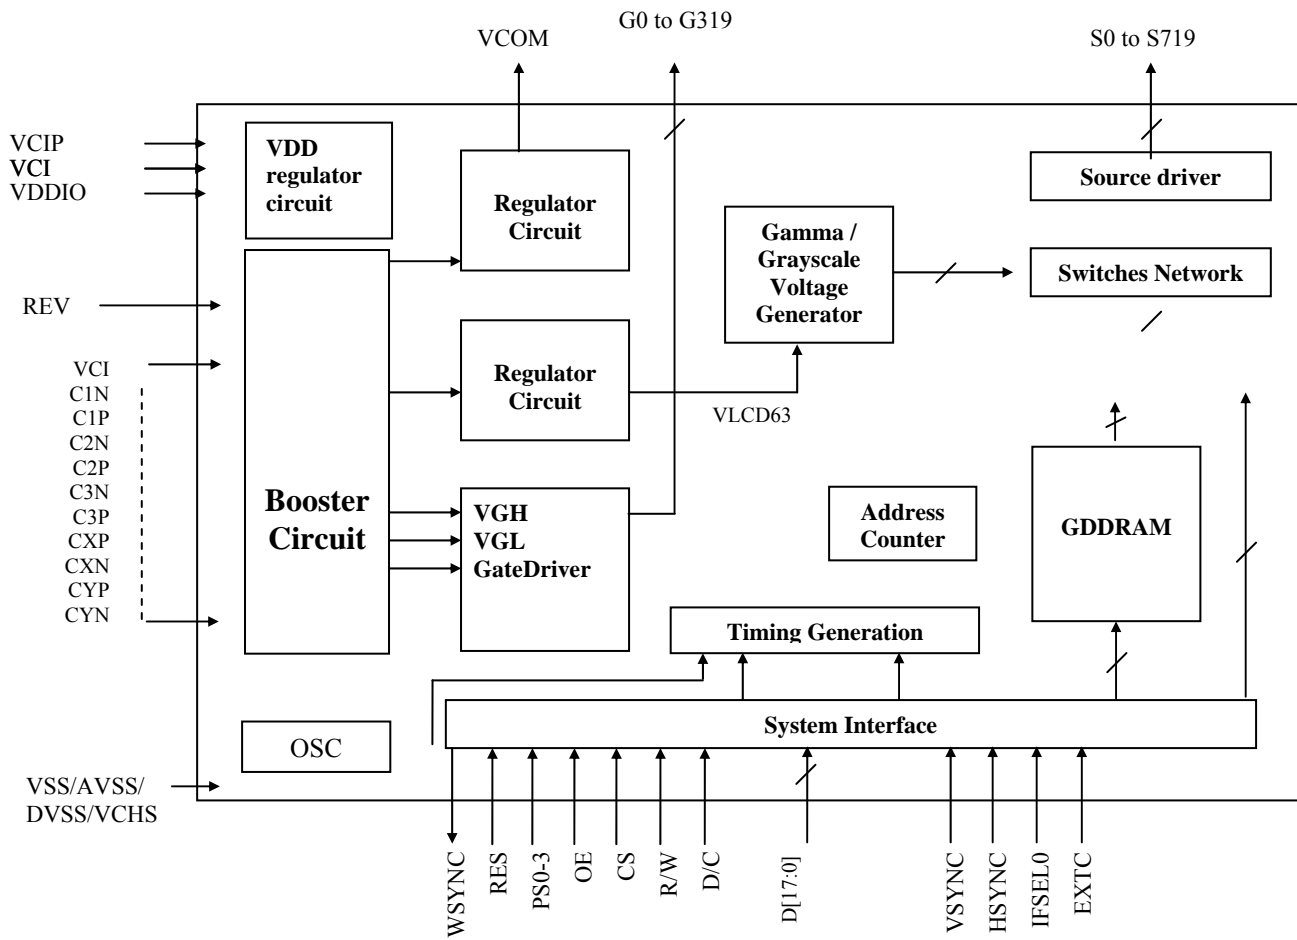 G0 to G319
VCOM
S0 to S719
VCIP
VCI
VDDIO
VDD
regulator
circuit
Regulator
Circuit
Source driver
Gamma /
Grayscale
Voltage
Generator
Switches Network
REV
VCI
C1N
C1P
C2N
C2P
C3N
C3P
CXP
CXN
CYP
CYN
Regulator
Circuit
VLCD63
Booster
Circuit
VGH
VGL
GateDriver
Address
Counter
GDDRAM
Timing Generation
System Interface
OSC
VSS/AVSS/
DVSS/VCHS
WSYNC
RES
PS0-3
OE
CS
R/W
D/C
D[17:0]
VSYNC
HSYNC
IFSEL0
EXTC